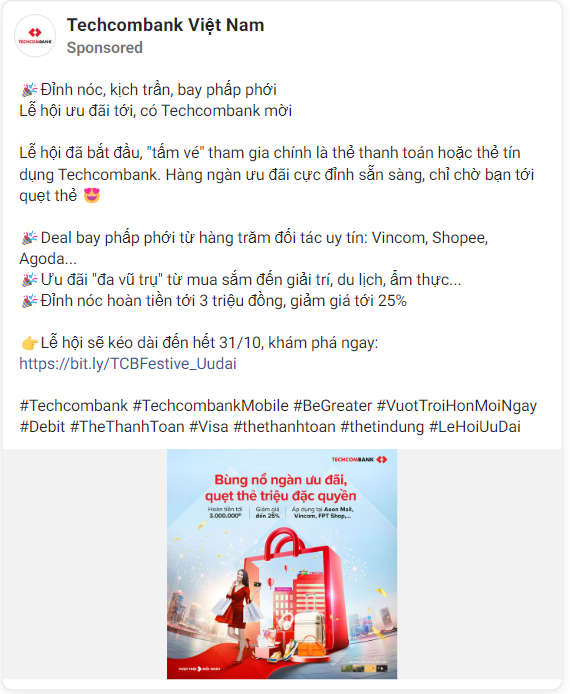 TECHCOMBANK
Techcombank Việt Nam
Sponsored
🎉Đỉnh nóc, kịch trần, bay phấp phới
Lễ hội ưu đãi tới, có Techcombank mời
Lễ hội đã bắt đầu, "tấm vé" tham gia chính là thẻ thanh toán hoặc thẻ tín
dụng Techcombank. Hàng ngàn ưu đãi cực đỉnh sẵn sàng, chỉ chờ bạn tới
quẹt thẻ 😍
🎉Deal bay phấp phới từ hàng trăm đối tác uy tín: Vincom, Shopee,
Agoda...
🎉Ưu đãi "đa vũ trụ" từ mua sắm đến giải trí, du lịch, ẩm thực...
🎉Đỉnh nóc hoàn tiền tới 3 triệu đồng, giảm giá tới 25%
👉Lễ hội sẽ kéo dài đến hết 31/10, khám phá ngay:
https://bit.ly/TCBFestive_Uudai
#Techcombank #TechcombankMobile #BeGreater #VuotTroiHonMoiNgay
#Debit #TheThanhToan #Visa #thethanhtoan #thetindung #LeHoiUuDai
TECHCOMBANK
Bùng nổ ngàn ưu đãi,
quẹt thẻ triệu đặc quyền
Hoàn tiền tới
3.000.000đ
Giảm giá
đến 25%
Áp dụng tại Aeon Mall,
Vincom, FPT Shop,...
VƯỢT TRỘI MỖI NGÀY